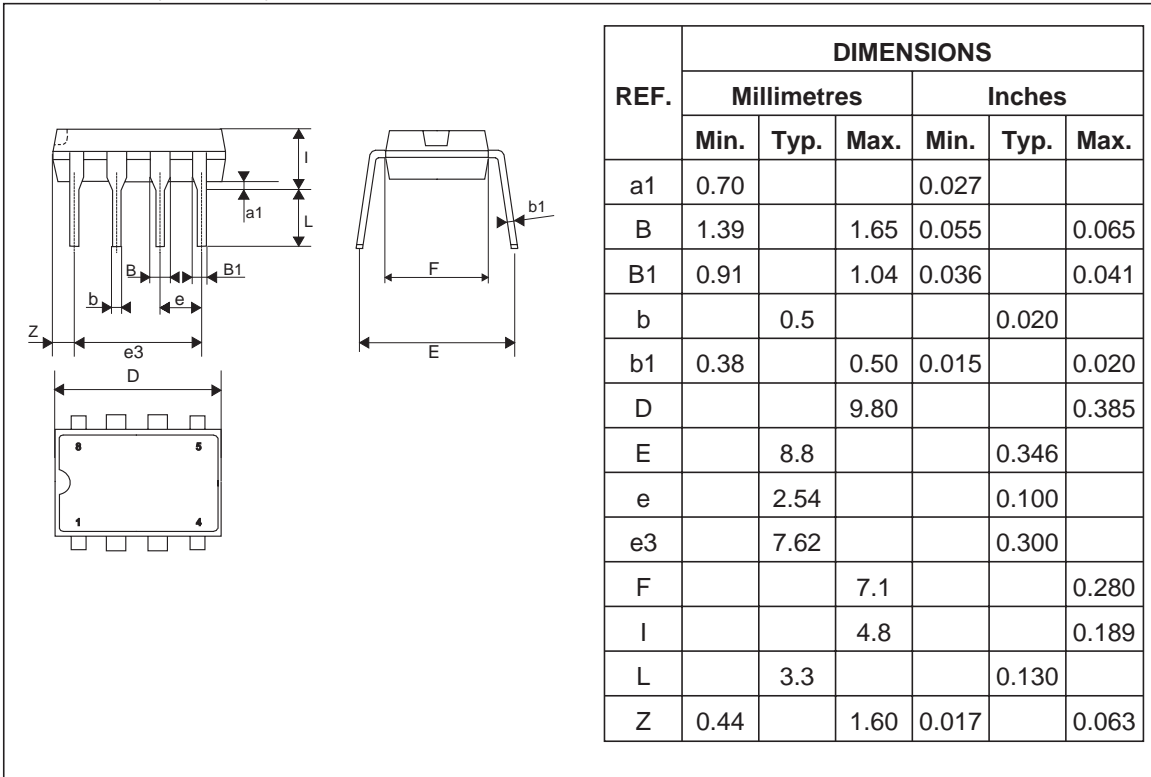 I
a1
L
B
B1
b
e
Z
e3
D
8
5
1
4
b1
F
E
REF. DIMENSIONS
Millimetres Inches
Min. Typ. Max. Min. Typ. Max.
a1 0.70 0.027
B 1.39 1.65 0.055 0.065
B1 0.91 1.04 0.036 0.041
b 0.5 0.020
b1 0.38 0.50 0.015 0.020
D 9.80 0.385
E 8.8 0.346
e 2.54 0.100
e3 7.62 0.300
F 7.1 0.280
I 4.8 0.189
L 3.3 0.130
Z 0.44 1.60 0.017 0.063